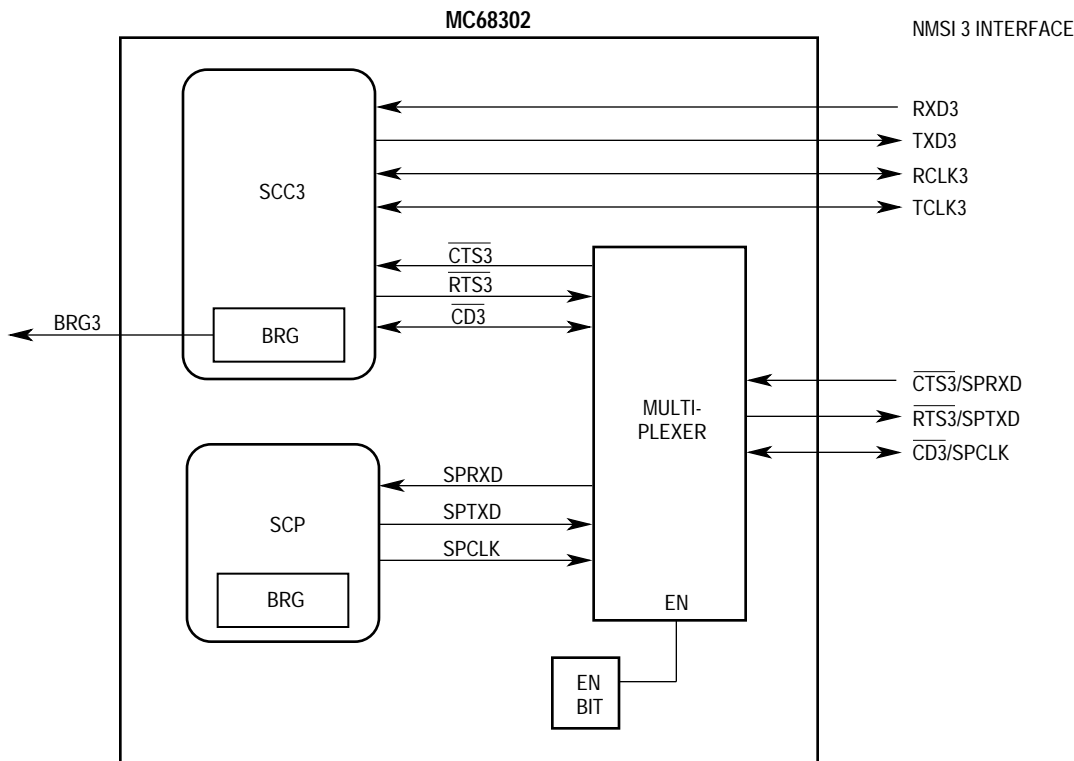 MC68302
NMSI 3 INTERFACE
RXD3
TXD3
RCLK3
TCLK3
SCC3
CTS3
RTS3
CD3
BRG3
BRG
CTS3/SPRXD
RTS3/SPTXD
CD3/SPCLK
MULTI-
PLEXER
SPRXD
SPTXD
SPCLK
SCP
BRG
EN
EN
BIT